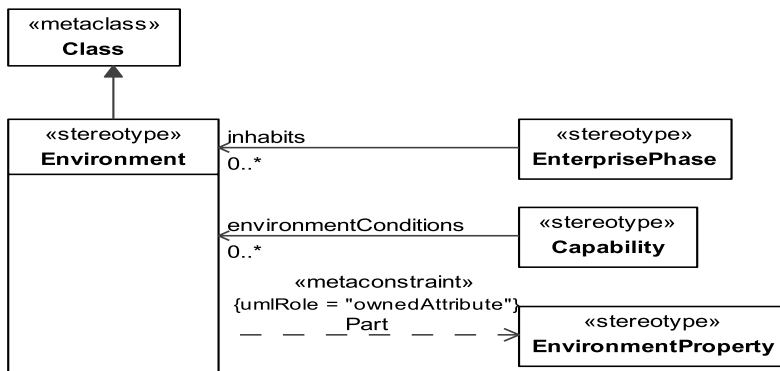 «metaclass»
Class
«stereotype»
Environment
inhabits
0..*
«stereotype»
EnterprisePhase
environmentConditions
0..*
«stereotype»
Capability
«metaconstraint»
{umlRole = "ownedAttribute"}
Part
«stereotype»
EnvironmentProperty